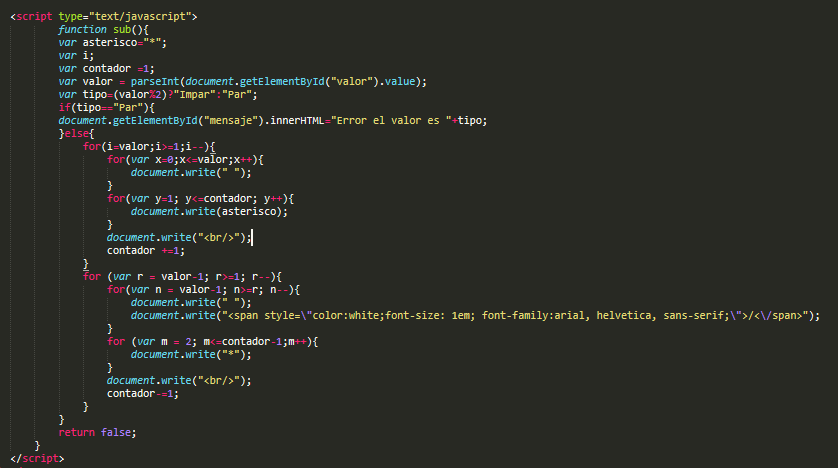 <script type="text/javascript">
function sub(){
var asterisco="*";
var i;
var contador =1;
var valor = parseInt(document.getElementById("valor").value);
var tipo=(valor%2)?"Impar":"Par";
if(tipo=="Par"){
document.getElementById("mensaje").innerHTML="Error el valor es "+tipo;
}else{
for(i=valor;i>=1;i--){
for(var x=0;x<=valor;x++){
document.write(" ");
}
for(var y=1; y<=contador; y++){
document.write(asterisco);
}
document.write("<br/>");
contador +=1;
}
for (var r = valor-1; r>=1; r--){
for(var n = valor-1; n>=r; n--){
document.write(" ");
document.write("<span style=\"color:white;font-size: 1em; font-family:arial, helvetica, sans-serif;\">/<\/span>");
}
for (var m = 2; m<=contador-1;m++){
document.write("*");
}
document.write("<br/>");
contador-=1;
}
}
return false;
}
</script>